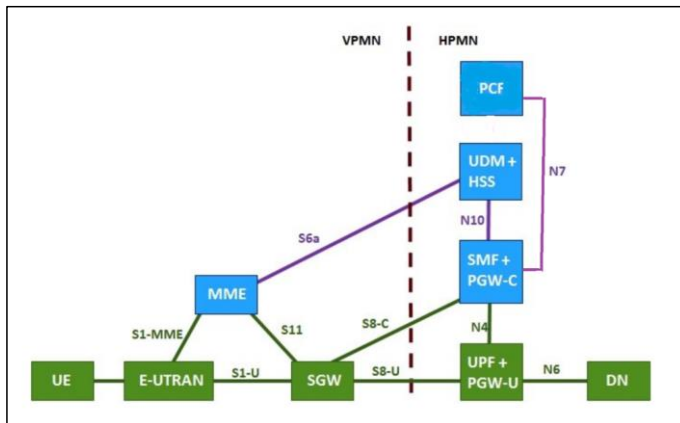 VPMN
HPMN
PCF
UDM +
HSS
N7
N10
S6a
SMF +
PGW-C
MME
S1-MME
S11
S8-C
N4
UE
E-UTRAN
S1-U
SGW
S8-U
UPF +
PGW-U
N6
DN